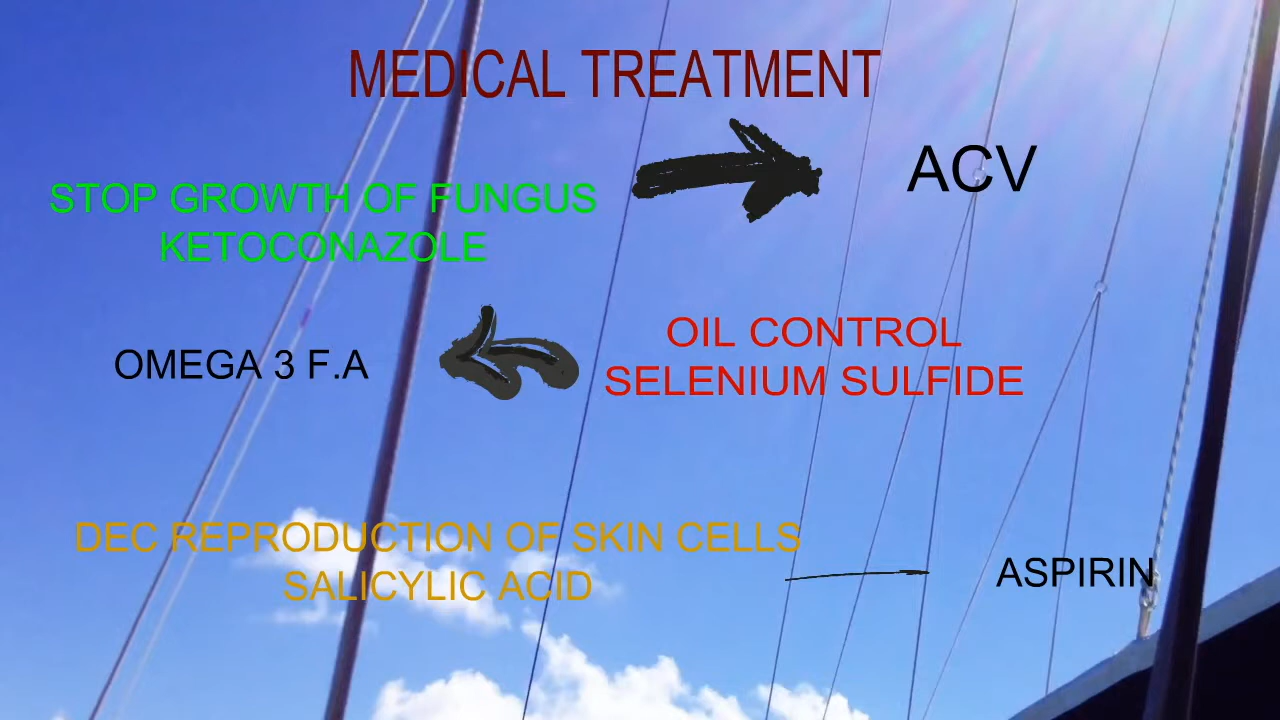 MEDICAL TREATMENT
ACV
STOP GROWTH OF FUNGUS
KETOCONAZOLE
OIL CONTROL
SELENIUM SULFIDE
OMEGA 3 F.A
DEC REPRODUCTION OF SKIN CELLS
SALICYLIC ACID
ASPIRIN